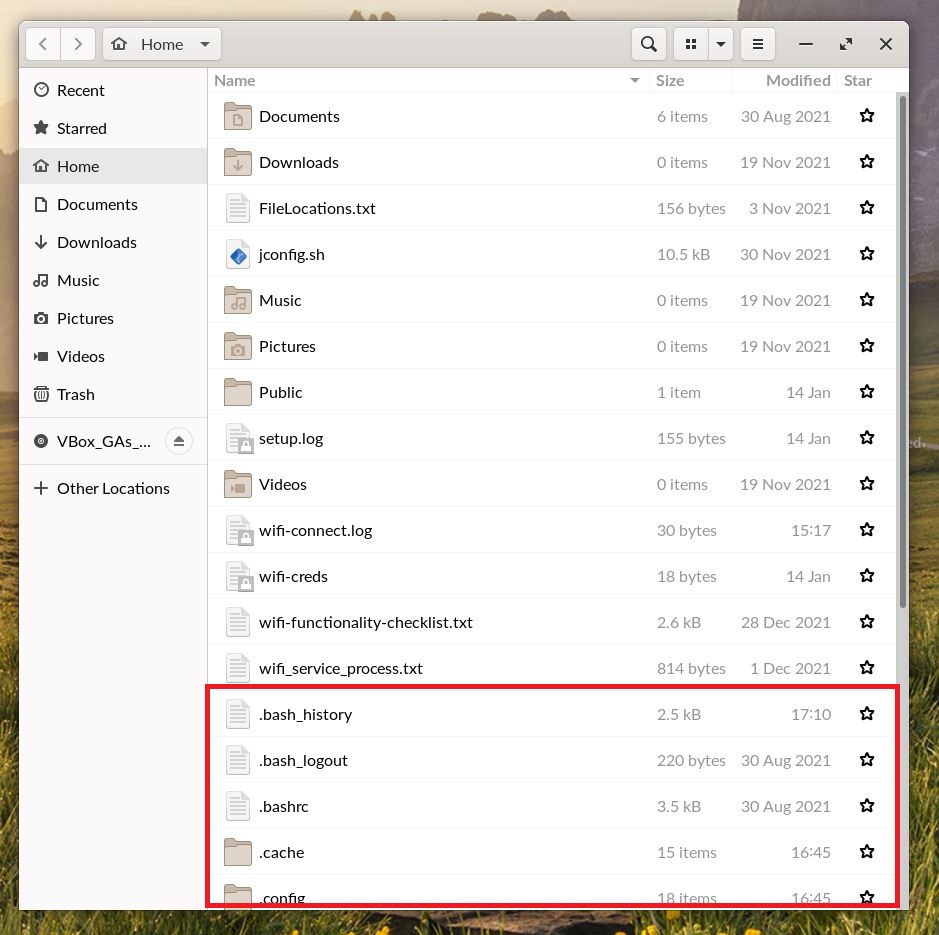 Home
Recent
Starred
Home
Documents
Downloads
Music
Pictures
Videos
Trash
VBox_GAs_...
Other Locations
Name Size Modified Star
Documents 6 items 30 Aug 2021
Downloads 0 items 19 Nov 2021
FileLocations.txt 156 bytes 3 Nov 2021
jconfig.sh 10.5 kB 30 Nov 2021
Music 0 items 19 Nov 2021
Pictures 0 items 19 Nov 2021
Public 1 item 14 Jan
setup.log 155 bytes 14 Jan
Videos 0 items 19 Nov 2021
wifi-connect.log 30 bytes 15:17
wifi-creds 18 bytes 14 Jan
wifi-functionality-checklist.txt 2.6 kB 28 Dec 2021
wifi_service_process.txt 814 bytes 1 Dec 2021
.bash_history 2.5 kB 17:10
.bash_logout 220 bytes 30 Aug 2021
.bashrc 3.5 kB 30 Aug 2021
.cache 15 items 16:45
.config 18 items 16:45